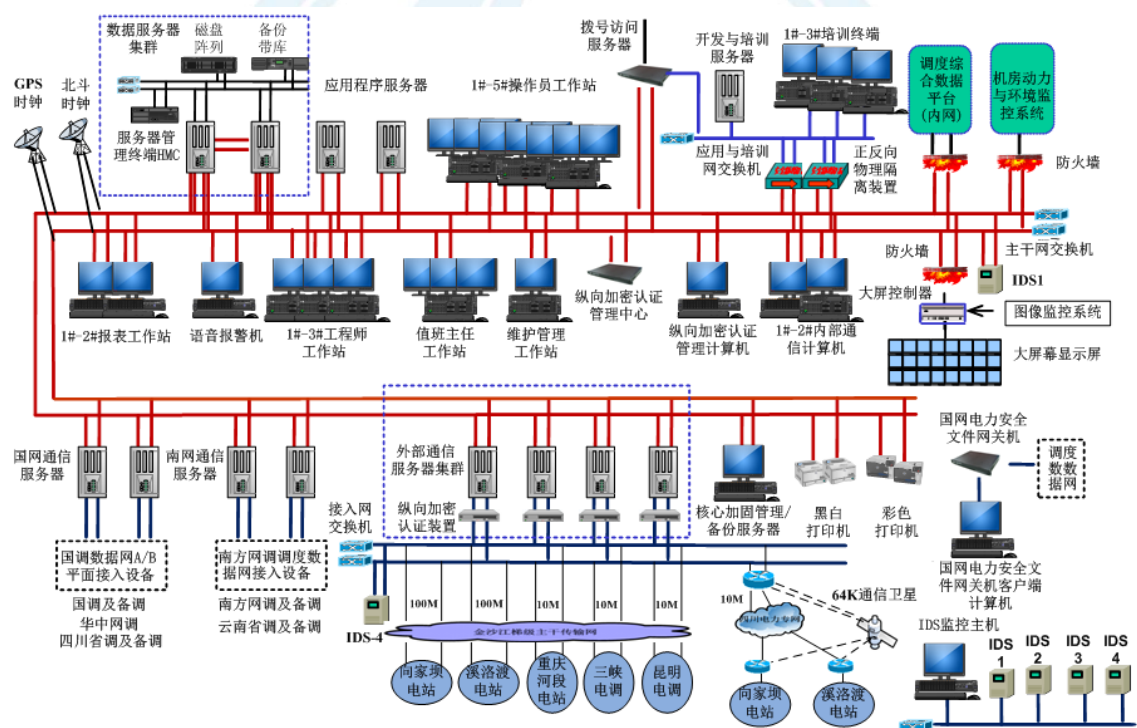 数据服务器
集群
磁盘
阵列
备份
带库
GPS
时钟
北斗
时钟
服务器管
理终端HMC
应用程序服务器
1#-5#操作员工作站
拨号访问
服务器
开发与培训
服务器
1#-3#培训终端
调度综
合数据
平台
(内网)
机房动力
与环境监
控系统
应用与培训
网交换机
正反向
物理隔
离装置
防火墙
主干网交换机
1#-2#报表工作站
语音报警机
1#-3#工程师
工作站
值班主任
工作站
维护管理
工作站
纵向加密认证
管理中心
纵向加密认证
管理计算机
1#-2#内部通
信计算机
防火墙
IDS1
大屏控制器
图像监控系统
大屏幕显示屏
国网通信
服务器
南网通信
服务器
外部通信
服务器集群
纵向加密
认证装置
接入网
交换机
核心加固管理/
备份服务器
黑白
打印机
彩色
打印机
国网电力安全
文件网关机
调度
数数
据网
国网电力安全文
件网关机客户端
计算机
国调数据网A/B
平面接入设备
国调及备调
华中网调
四川省调及备调
南方网调调度数
据网接入设备
南方网调及备调
云南省调及备调
IDS-4
100M
100M
10M
10M
10M
10M
金沙江梯级主干传输网
向家坝
电站
溪洛渡
电站
重庆
河段
电站
三峡
电调
昆明
电调
四川电力专网
64K通信卫星
向家坝
电站
溪洛渡
电站
IDS监控主机
IDS
1
IDS
2
IDS
3
IDS
4